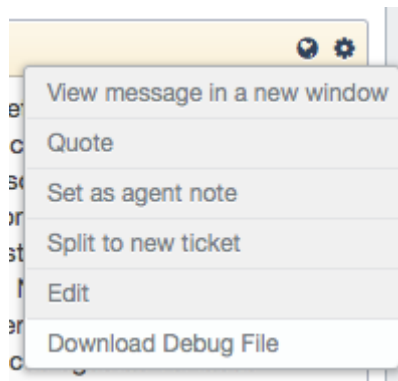 View message in a new window
Quote
Set as agent note
Split to new ticket
Edit
Download Debug File